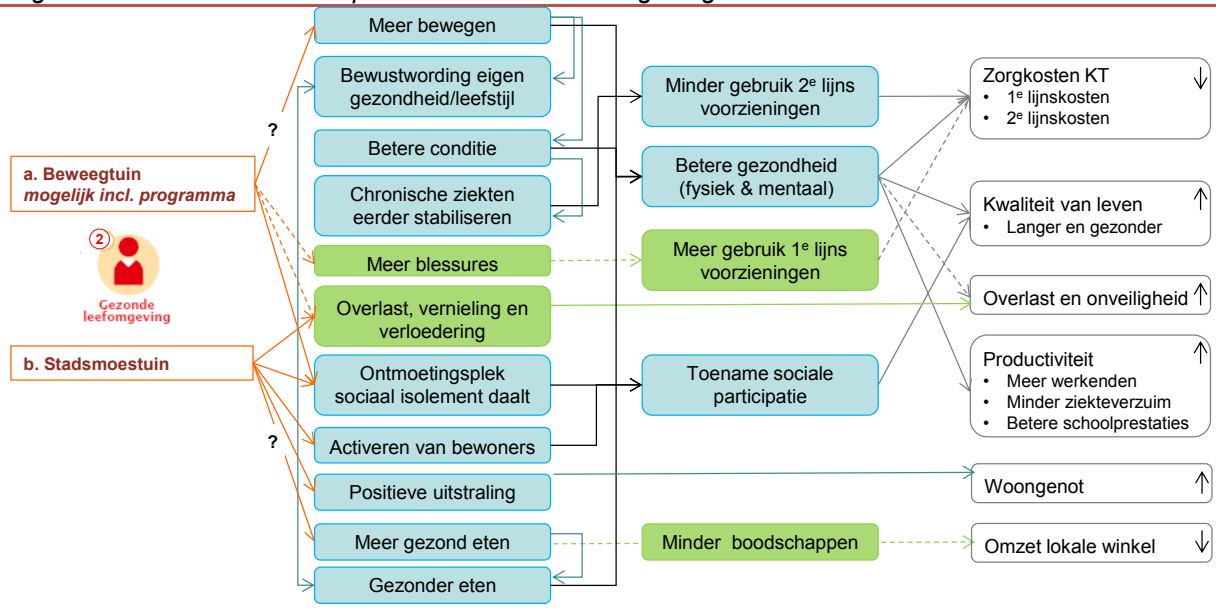 Meer bewegen
Bewustwording eigen
gezondheid/leefstijl
?
Betere conditie
a. Beweegtuin
mogelijk incl. programma
Chronische ziekten
eerder stabiliseren
2
Gezonde
leefomgeving
Meer blessures
Overlast, vernieling en
verloedering
b. Stadsmoestuin
Ontmoetingsplek
sociaal isolement daalt
?
Activeren van bewoners
Positieve uitstraling
Meer gezond eten
Gezonder eten
Minder gebruik 2e lijns
voorzieningen
Betere gezondheid
(fysiek & mentaal)
Meer gebruik 1e lijns
voorzieningen
Toename sociale
participatie
Minder boodschappen
Zorgkosten KT ↓
• 1e lijnskosten
• 2e lijnskosten
Kwaliteit van leven ↑
• Langer en gezonder
Overlast en onveiligheid ↑
Productiviteit ↑
• Meer werkenden
• Minder ziekteverzuim
• Betere schoolprestaties
Woongenot ↑
Omzet lokale winkel ↓